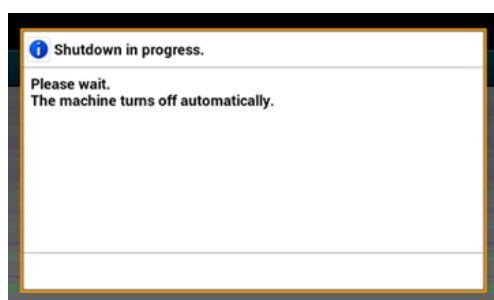 Shutdown in progress.
Please wait.
The machine turns off automatically.